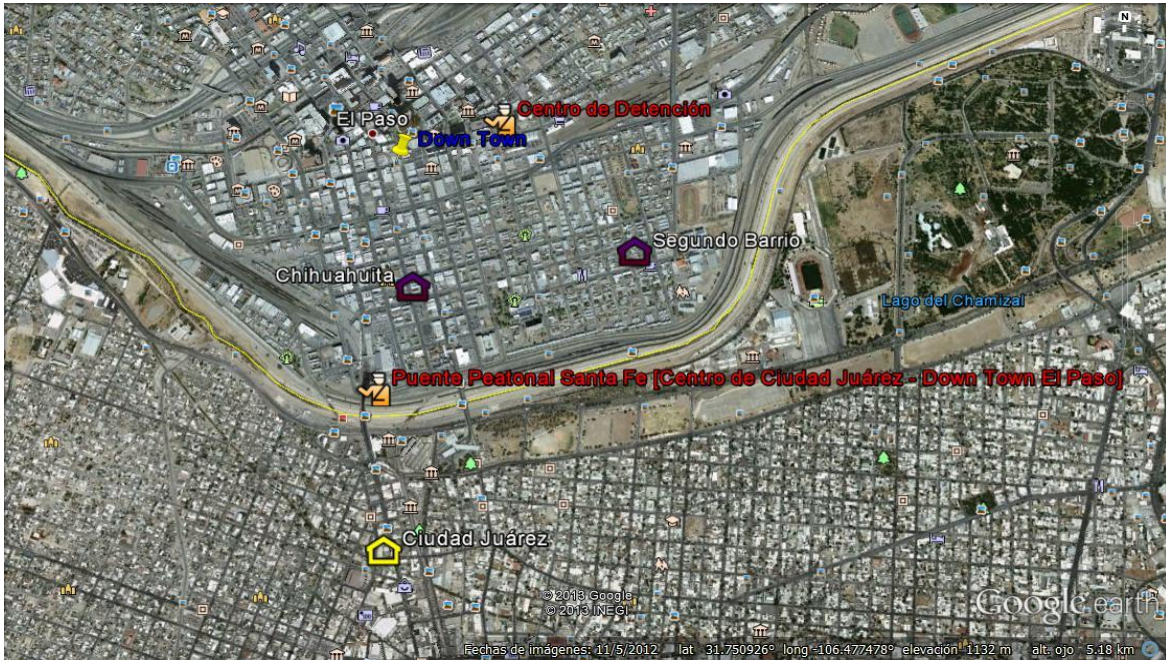 N
Centro de Detención
El Paso
Down Town
Segundo Barrio
Chihuahuita
Lago del Chamizal
Puente Peatonal Santa Fe [Centro de Ciudad Juárez - Down Town El Paso]
M
M
Ciudad Juárez
© 2013 Google
© 2013 INEGI
Google earth
Fechas de imágenes: 11/5/2012 lat 31.750926° long -106.477478° elevación 1132 m alt. ojo 5.18 km